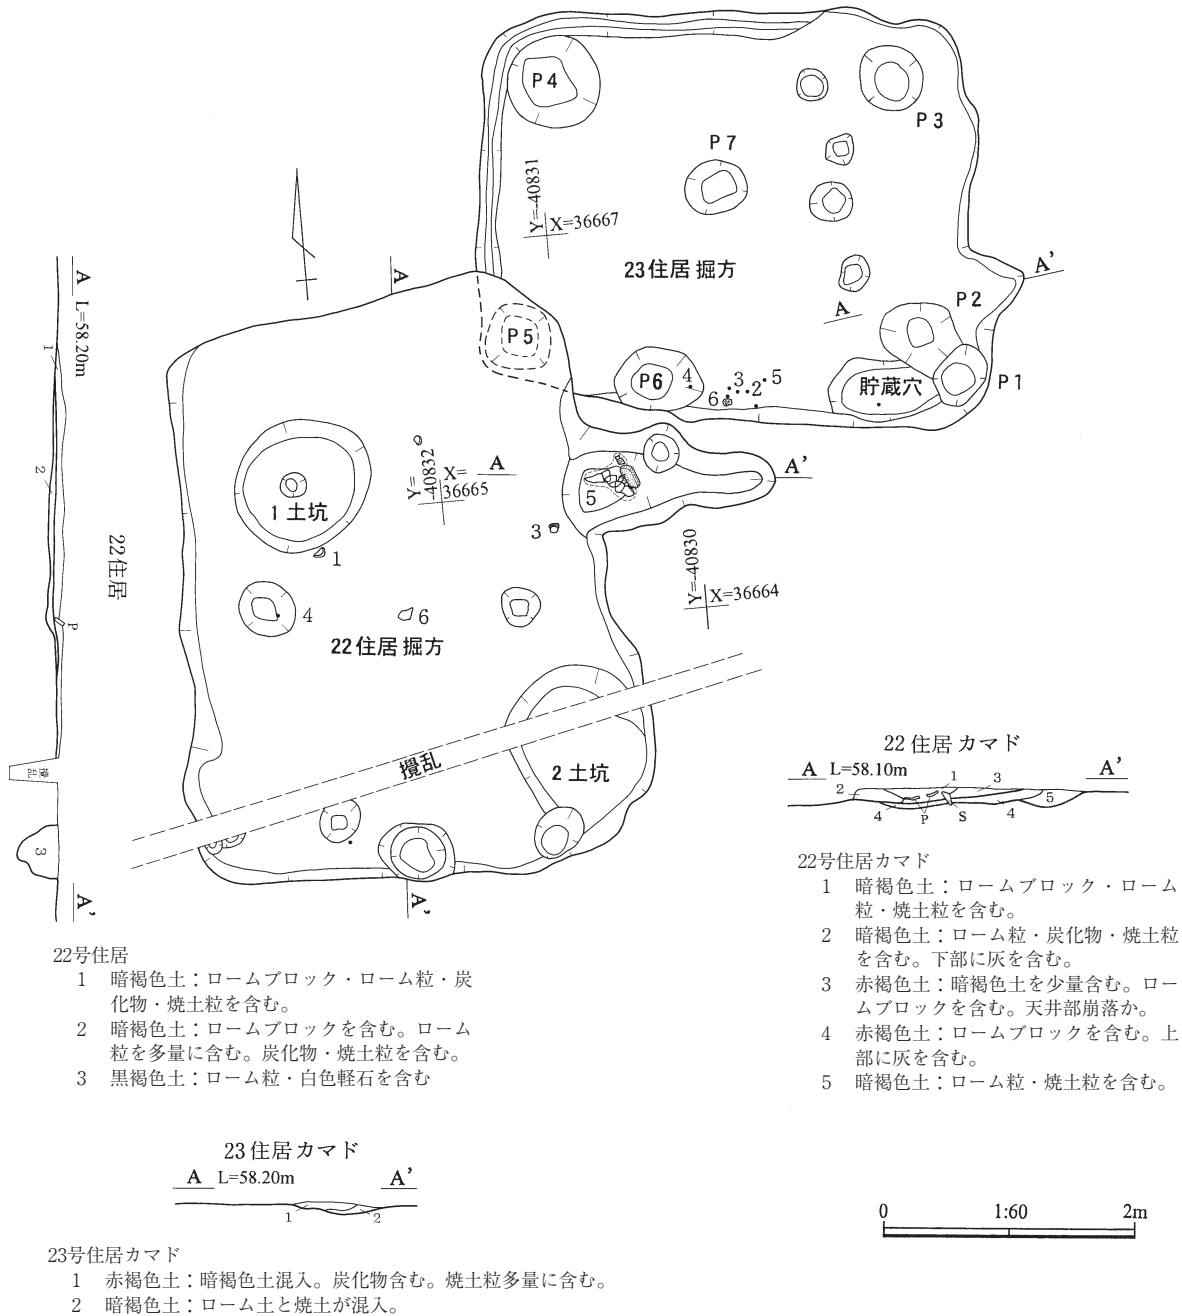 P4
P3
P7
Y=-40831
X=36667
23住居 掘方
A'
A
P2
P5
P6
4
3
5
2
6
貯蔵穴
P1
A
L=58.20m
1
2
22住居
P
攪乱
3
A'
A
1土坑
Y=-40832
X=36665
A
5
A'
3
1
4
6
22住居 掘方
Y=-40830
X=36664
攪乱
2土坑
A'
22住居 カマド
A L=58.10m A'
2 1 3 5
4 P S 4
22号住居カマド
1 暗褐色土：ロームブロック・ローム
粒・焼土粒を含む。
2 暗褐色土：ローム粒・炭化物・焼土粒
を含む。下部に灰を含む。
3 赤褐色土：暗褐色土を少量含む。ロー
ムブロックを含む。天井部崩落か。
4 赤褐色土：ロームブロックを含む。上
部に灰を含む。
5 暗褐色土：ローム粒・焼土粒を含む。
22号住居
1 暗褐色土：ロームブロック・ローム粒・炭
化物・焼土粒を含む。
2 暗褐色土：ロームブロックを含む。ローム
粒を多量に含む。炭化物・焼土粒を含む。
3 黒褐色土：ローム粒・白色軽石を含む
23住居カマド
A L=58.20m A'
1 2
0 1:60 2m
23号住居カマド
1 赤褐色土：暗褐色土混入。炭化物含む。焼土粒多量に含む。
2 暗褐色土：ローム土と焼土が混入。